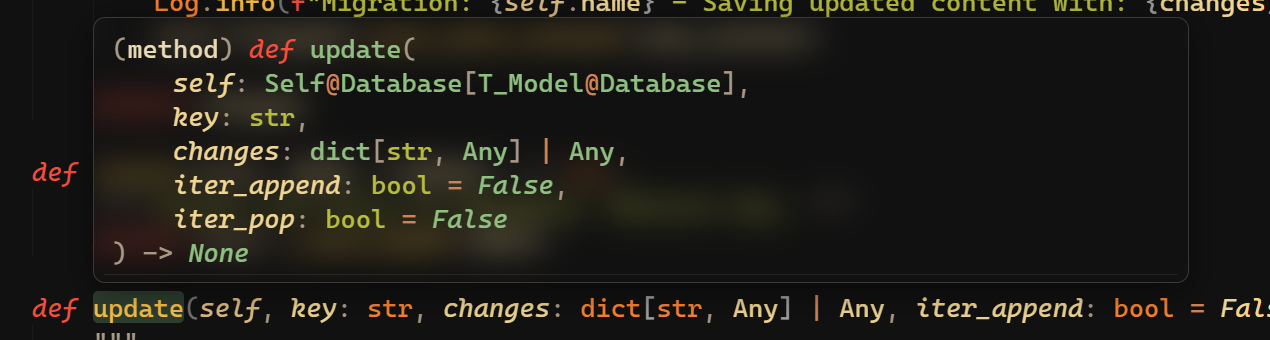 Log.info(f"Migration: {self.name} — Saving updated content with: {changes
(method) def update(
self: Self@Database[T_Model@Database],
key: str,
changes: dict[str, Any] | Any,
def
iter_append: bool = False,
iter_pop: bool = False
) -> None
def update(self, key: str, changes: dict[str, Any] | Any, iter_append: bool = Fals
"""